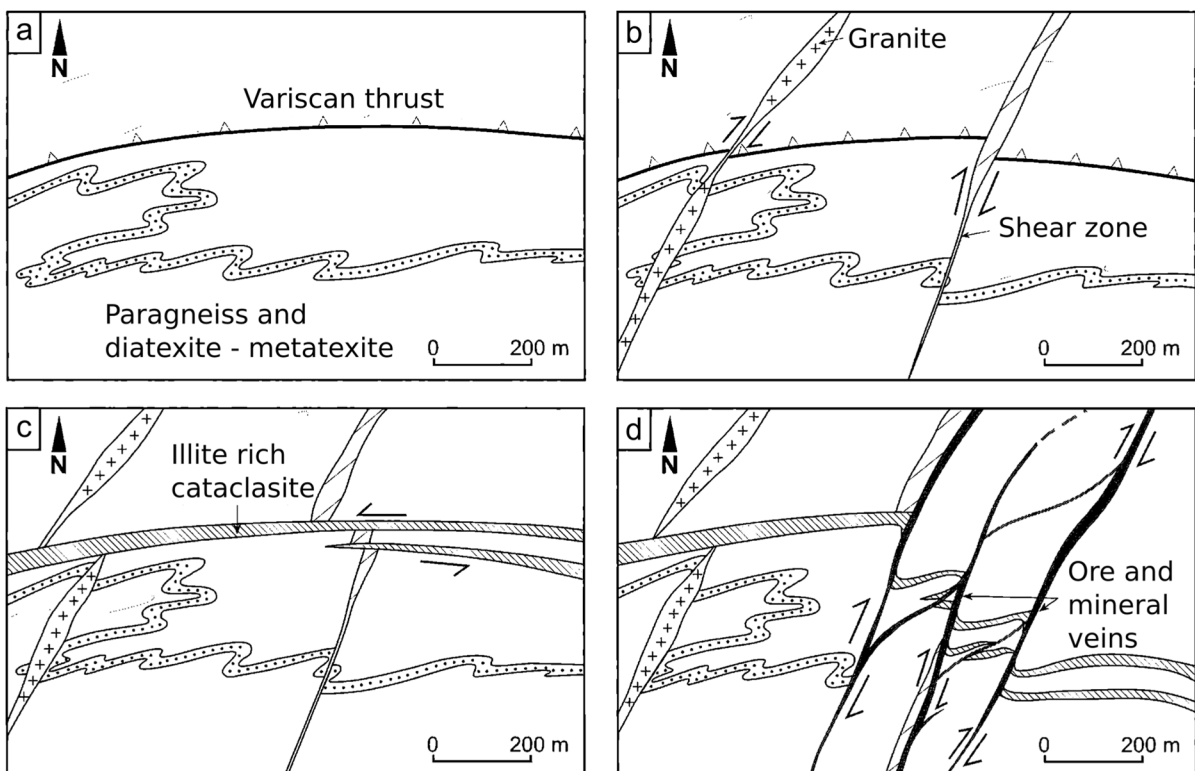 a
N
Variscan thrust
Paragneiss and
diatexite - metatexite
0 200 m
b
N
Granite
Shear zone
0 200 m
c
N
Illite rich
cataclasite
0 200 m
d
N
Ore and
mineral
veins
0 200 m